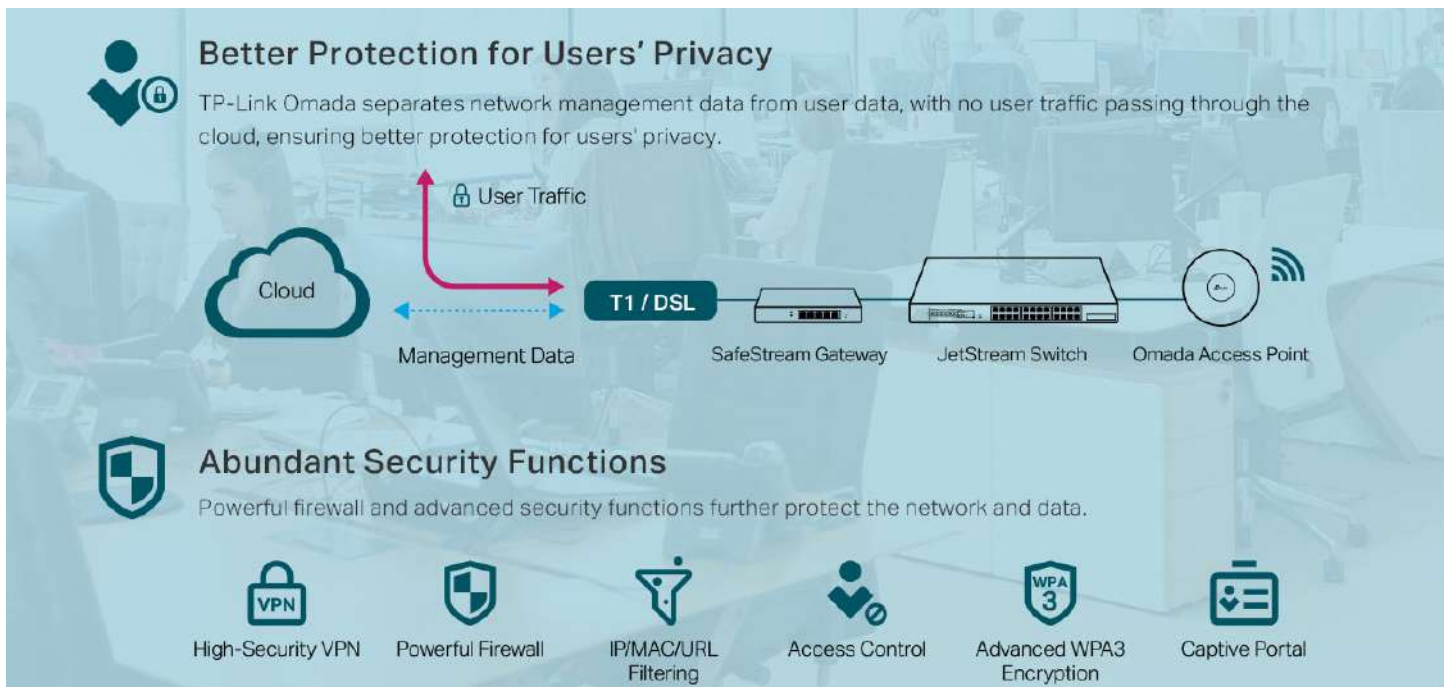 Better Protection for Users' Privacy
TP-Link Omada separates network management data from user data, with no user traffic passing through the
cloud, ensuring better protection for users' privacy.
User Traffic
Cloud
T1 / DSL
Management Data
SafeStream Gateway
JetStream Switch
Omada Access Point
Abundant Security Functions
Powerful firewall and advanced security functions further protect the network and data.
VPN
WPA
3
High-Security VPN
Powerful Firewall
IP/MAC/URL
Filtering
Access Control
Advanced WPA3
Encryption
Captive Portal